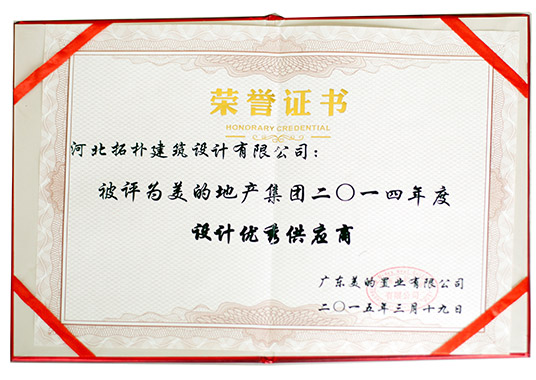 荣誉证书
HONORARY CREDENTIAL
河北拓朴建筑设计有限公司：
被评为美的地产集团二〇一四年度
设计优秀供应商
广东美的置业有限公司
二〇一五年三月十九日